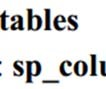 tables
: sp_colu